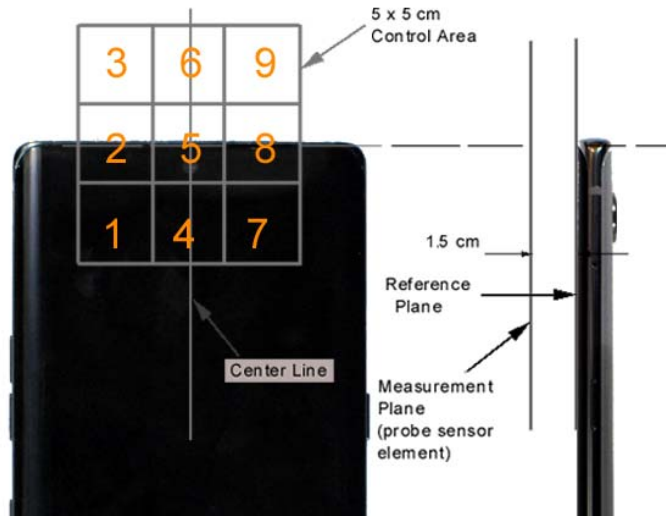 5 x 5 cm
Control Area
3 6 9
2 5 8
1 4 7
1.5 cm
Reference
Plane
Center Line
Measurement
Plane
(probe sensor
element)